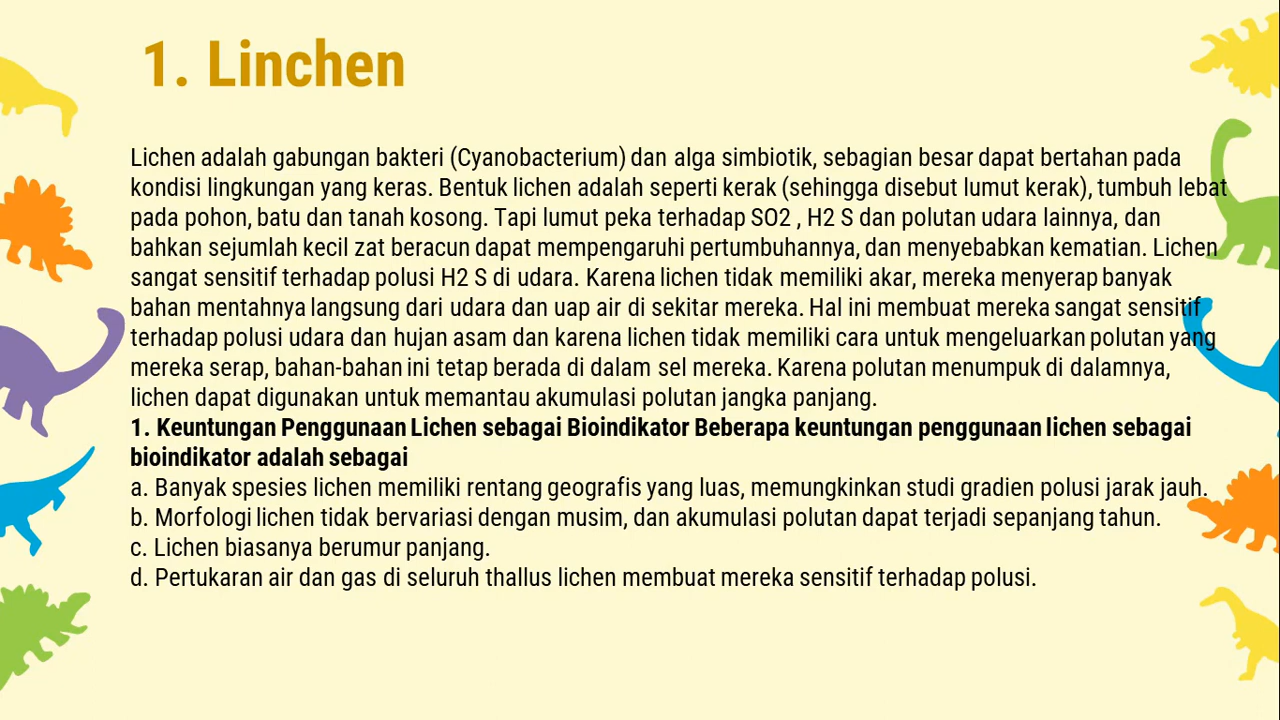 1. Linchen
Lichen adalah gabungan bakteri (Cyanobacterium) dan alga simbiotik, sebagian besar dapat bertahan pada
kondisi lingkungan yang keras. Bentuk lichen adalah seperti kerak (sehingga disebut lumut kerak), tumbuh lebat
pada pohon, batu dan tanah kosong. Tapi lumut peka terhadap SO2 , H2 S dan polutan udara lainnya, dan
bahkan sejumlah kecil zat beracun dapat mempengaruhi pertumbuhannya, dan menyebabkan kematian. Lichen
sangat sensitif terhadap polusi H2 S di udara. Karena lichen tidak memiliki akar, mereka menyerap banyak
bahan mentahnya langsung dari udara dan uap air di sekitar mereka. Hal ini membuat mereka sangat sensitif
terhadap polusi udara dan hujan asam dan karena lichen tidak memiliki cara untuk mengeluarkan polutan yang
mereka serap, bahan-bahan ini tetap berada di dalam sel mereka. Karena polutan menumpuk di dalamnya,
lichen dapat digunakan untuk memantau akumulasi polutan jangka panjang.
1. Keuntungan Penggunaan Lichen sebagai Bioindikator Beberapa keuntungan penggunaan lichen sebagai
bioindikator adalah sebagai
a. Banyak spesies lichen memiliki rentang geografis yang luas, memungkinkan studi gradien polusi jarak jauh.
b. Morfologi lichen tidak bervariasi dengan musim, dan akumulasi polutan dapat terjadi sepanjang tahun.
c. Lichen biasanya berumur panjang.
d. Pertukaran air dan gas di seluruh thallus lichen membuat mereka sensitif terhadap polusi.